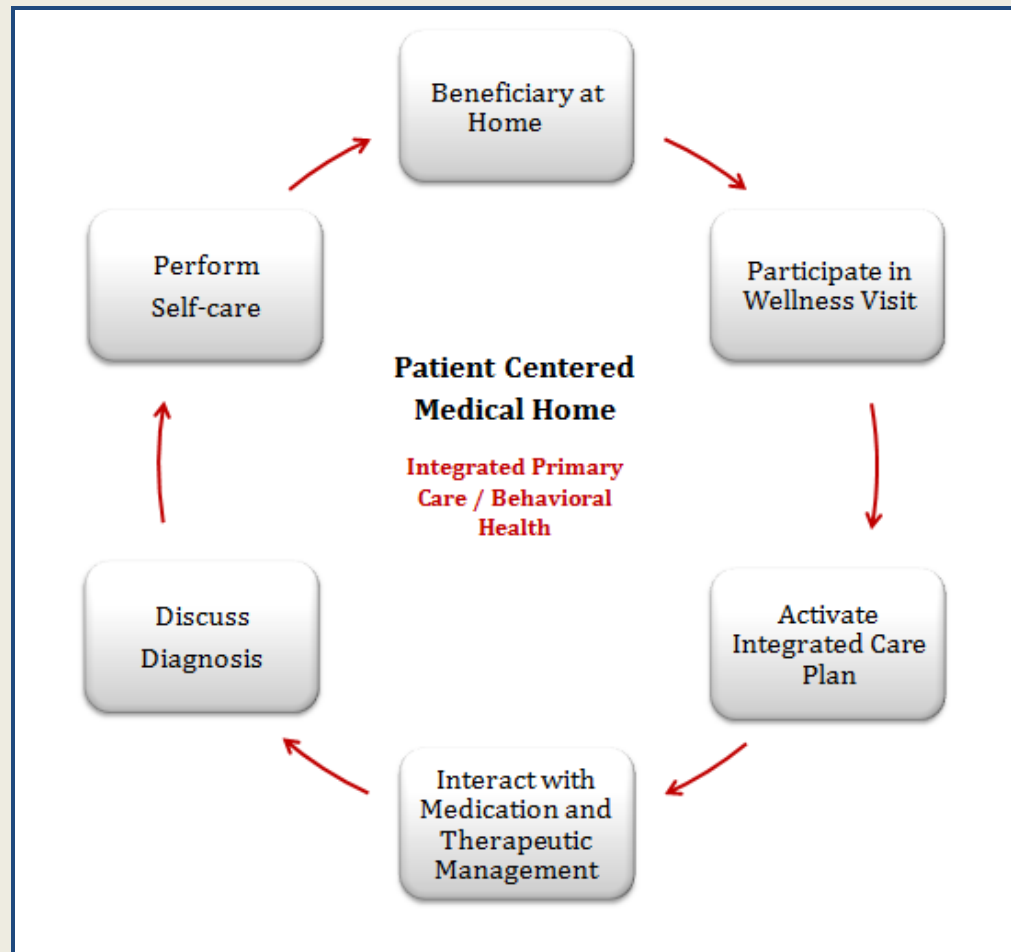 Beneficiary at
Home
Participate in
Wellness Visit
Activate
Integrated Care
Plan
Interact with
Medication and
Therapeutic
Management
Discuss
Diagnosis
Perform
Self-care
Patient Centered
Medical Home
Integrated Primary
Care / Behavioral
Health